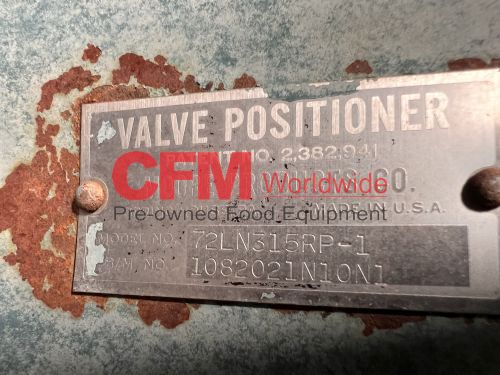 VALVE POSITIONER
NO. 2,382,941
CFM Worldwide
CO.
Pre-owned Food Equipment
MADE IN U.S.A.
MODEL NO. 72LN315RP-1
B/M NO. 1082021N10N1